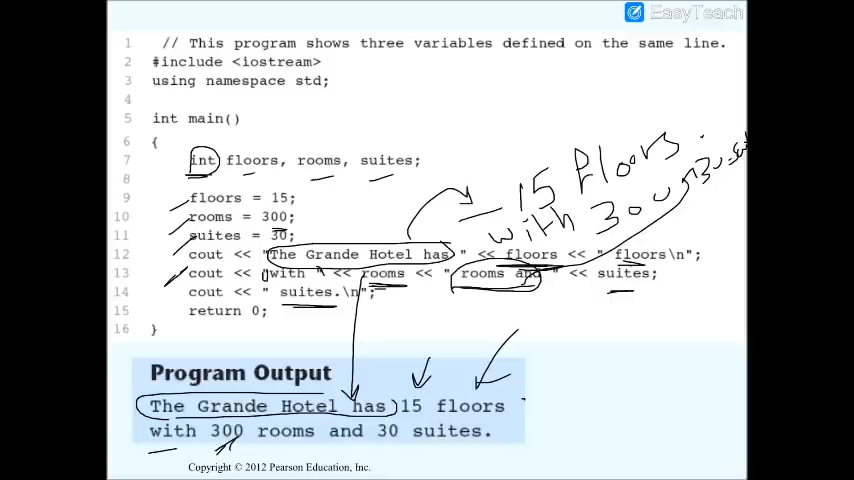 EasyTeach
1 // This program shows three variables defined on the same line.
2 #include <iostream>
3 using namespace std;
4
5 int main()
6 {
7 int floors, rooms, suites;
8
9 floors = 15;
10 rooms = 300;
11 suites = 30;
12 cout << "The Grande Hotel has " << floors << " floors\n";
13 cout << "with " << rooms << " rooms and " << suites;
14 cout << " suites.\n";
15 return 0;
16 }
15 floors
with 300
Program Output
The Grande Hotel has 15 floors
with 300 rooms and 30 suites.
Copyright © 2012 Pearson Education, Inc.